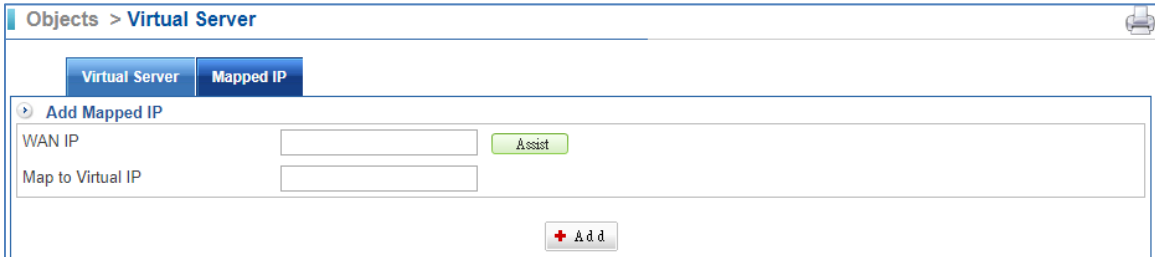 Objects > Virtual Server
Virtual Server Mapped IP
Add Mapped IP
WAN IP Assist
Map to Virtual IP
Add